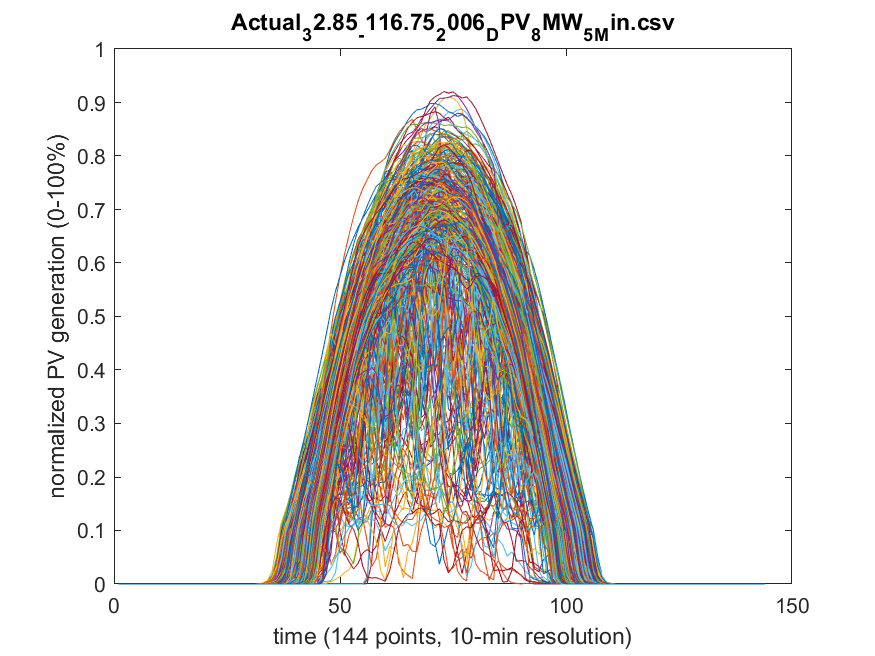 Actual_32.85_-116.75_2006_DPV_8MW_5Min.csv
1
0.9
0.8
0.7
0.6
0.5
0.4
0.3
0.2
0.1
0
0 50 100 150
normalized PV generation (0-100%)
time (144 points, 10-min resolution)